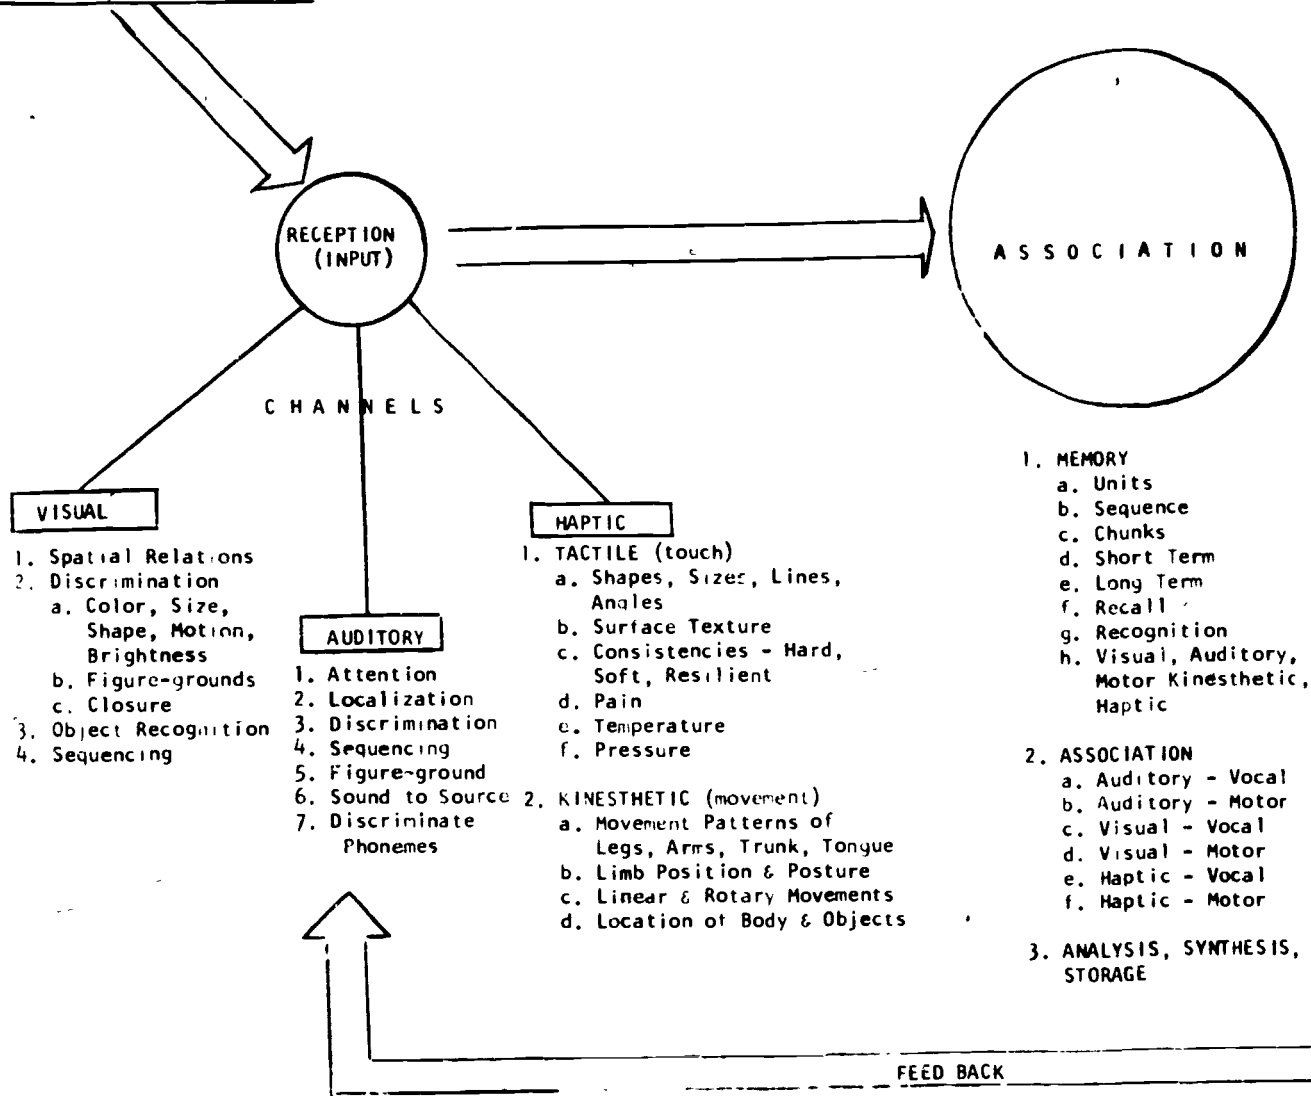 RECEPTION
(INPUT)
A S S O C I A T I O N
C H A N N E L S
VISUAL
1. Spatial Relations
2. Discrimination
a. Color, Size,
Shape, Motion,
Brightness
b. Figure-grounds
c. Closure
3. Object Recognition
4. Sequencing
AUDITORY
1. Attention
2. Localization
3. Discrimination
4. Sequencing
5. Figure-ground
6. Sound to Source
7. Discriminate
Phonemes
HAPTIC
1. TACTILE (touch)
a. Shapes, Sizes, Lines,
Angles
b. Surface Texture
c. Consistencies - Hard,
Soft, Resilient
d. Pain
e. Temperature
f. Pressure
2. KINESTHETIC (movement)
a. Movement Patterns of
Legs, Arms, Trunk, Tongue
b. Limb Position & Posture
c. Linear & Rotary Movements
d. Location of Body & Objects
1. MEMORY
a. Units
b. Sequence
c. Chunks
d. Short Term
e. Long Term
f. Recall
g. Recognition
h. Visual, Auditory,
Motor Kinesthetic,
Haptic
2. ASSOCIATION
a. Auditory - Vocal
b. Auditory - Motor
c. Visual - Vocal
d. Visual - Motor
e. Haptic - Vocal
f. Haptic - Motor
3. ANALYSIS, SYNTHESIS,
STORAGE
FEED BACK